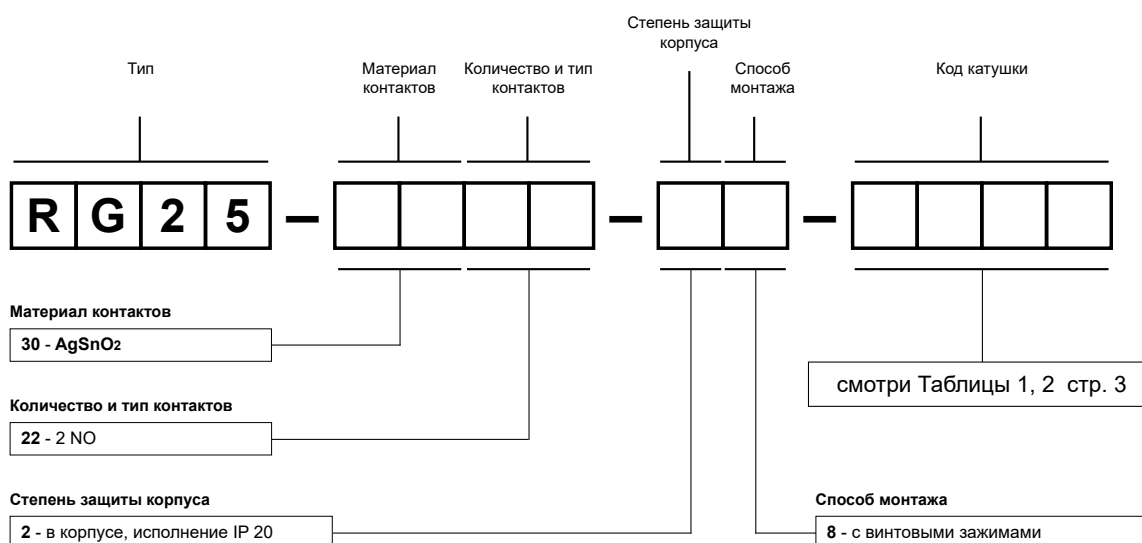 Степень защиты
корпуса
Тип
Материал
контактов
Количество и тип
контактов
Способ
монтажа
Код катушки
R G 2 5 – – –
Материал контактов
30 - AgSnO2
смотри Таблицы 1, 2 стр. 3
Количество и тип контактов
22 - 2 NO
Степень защиты корпуса
2 - в корпусе, исполнение IP 20
Способ монтажа
8 - с винтовыми зажимами